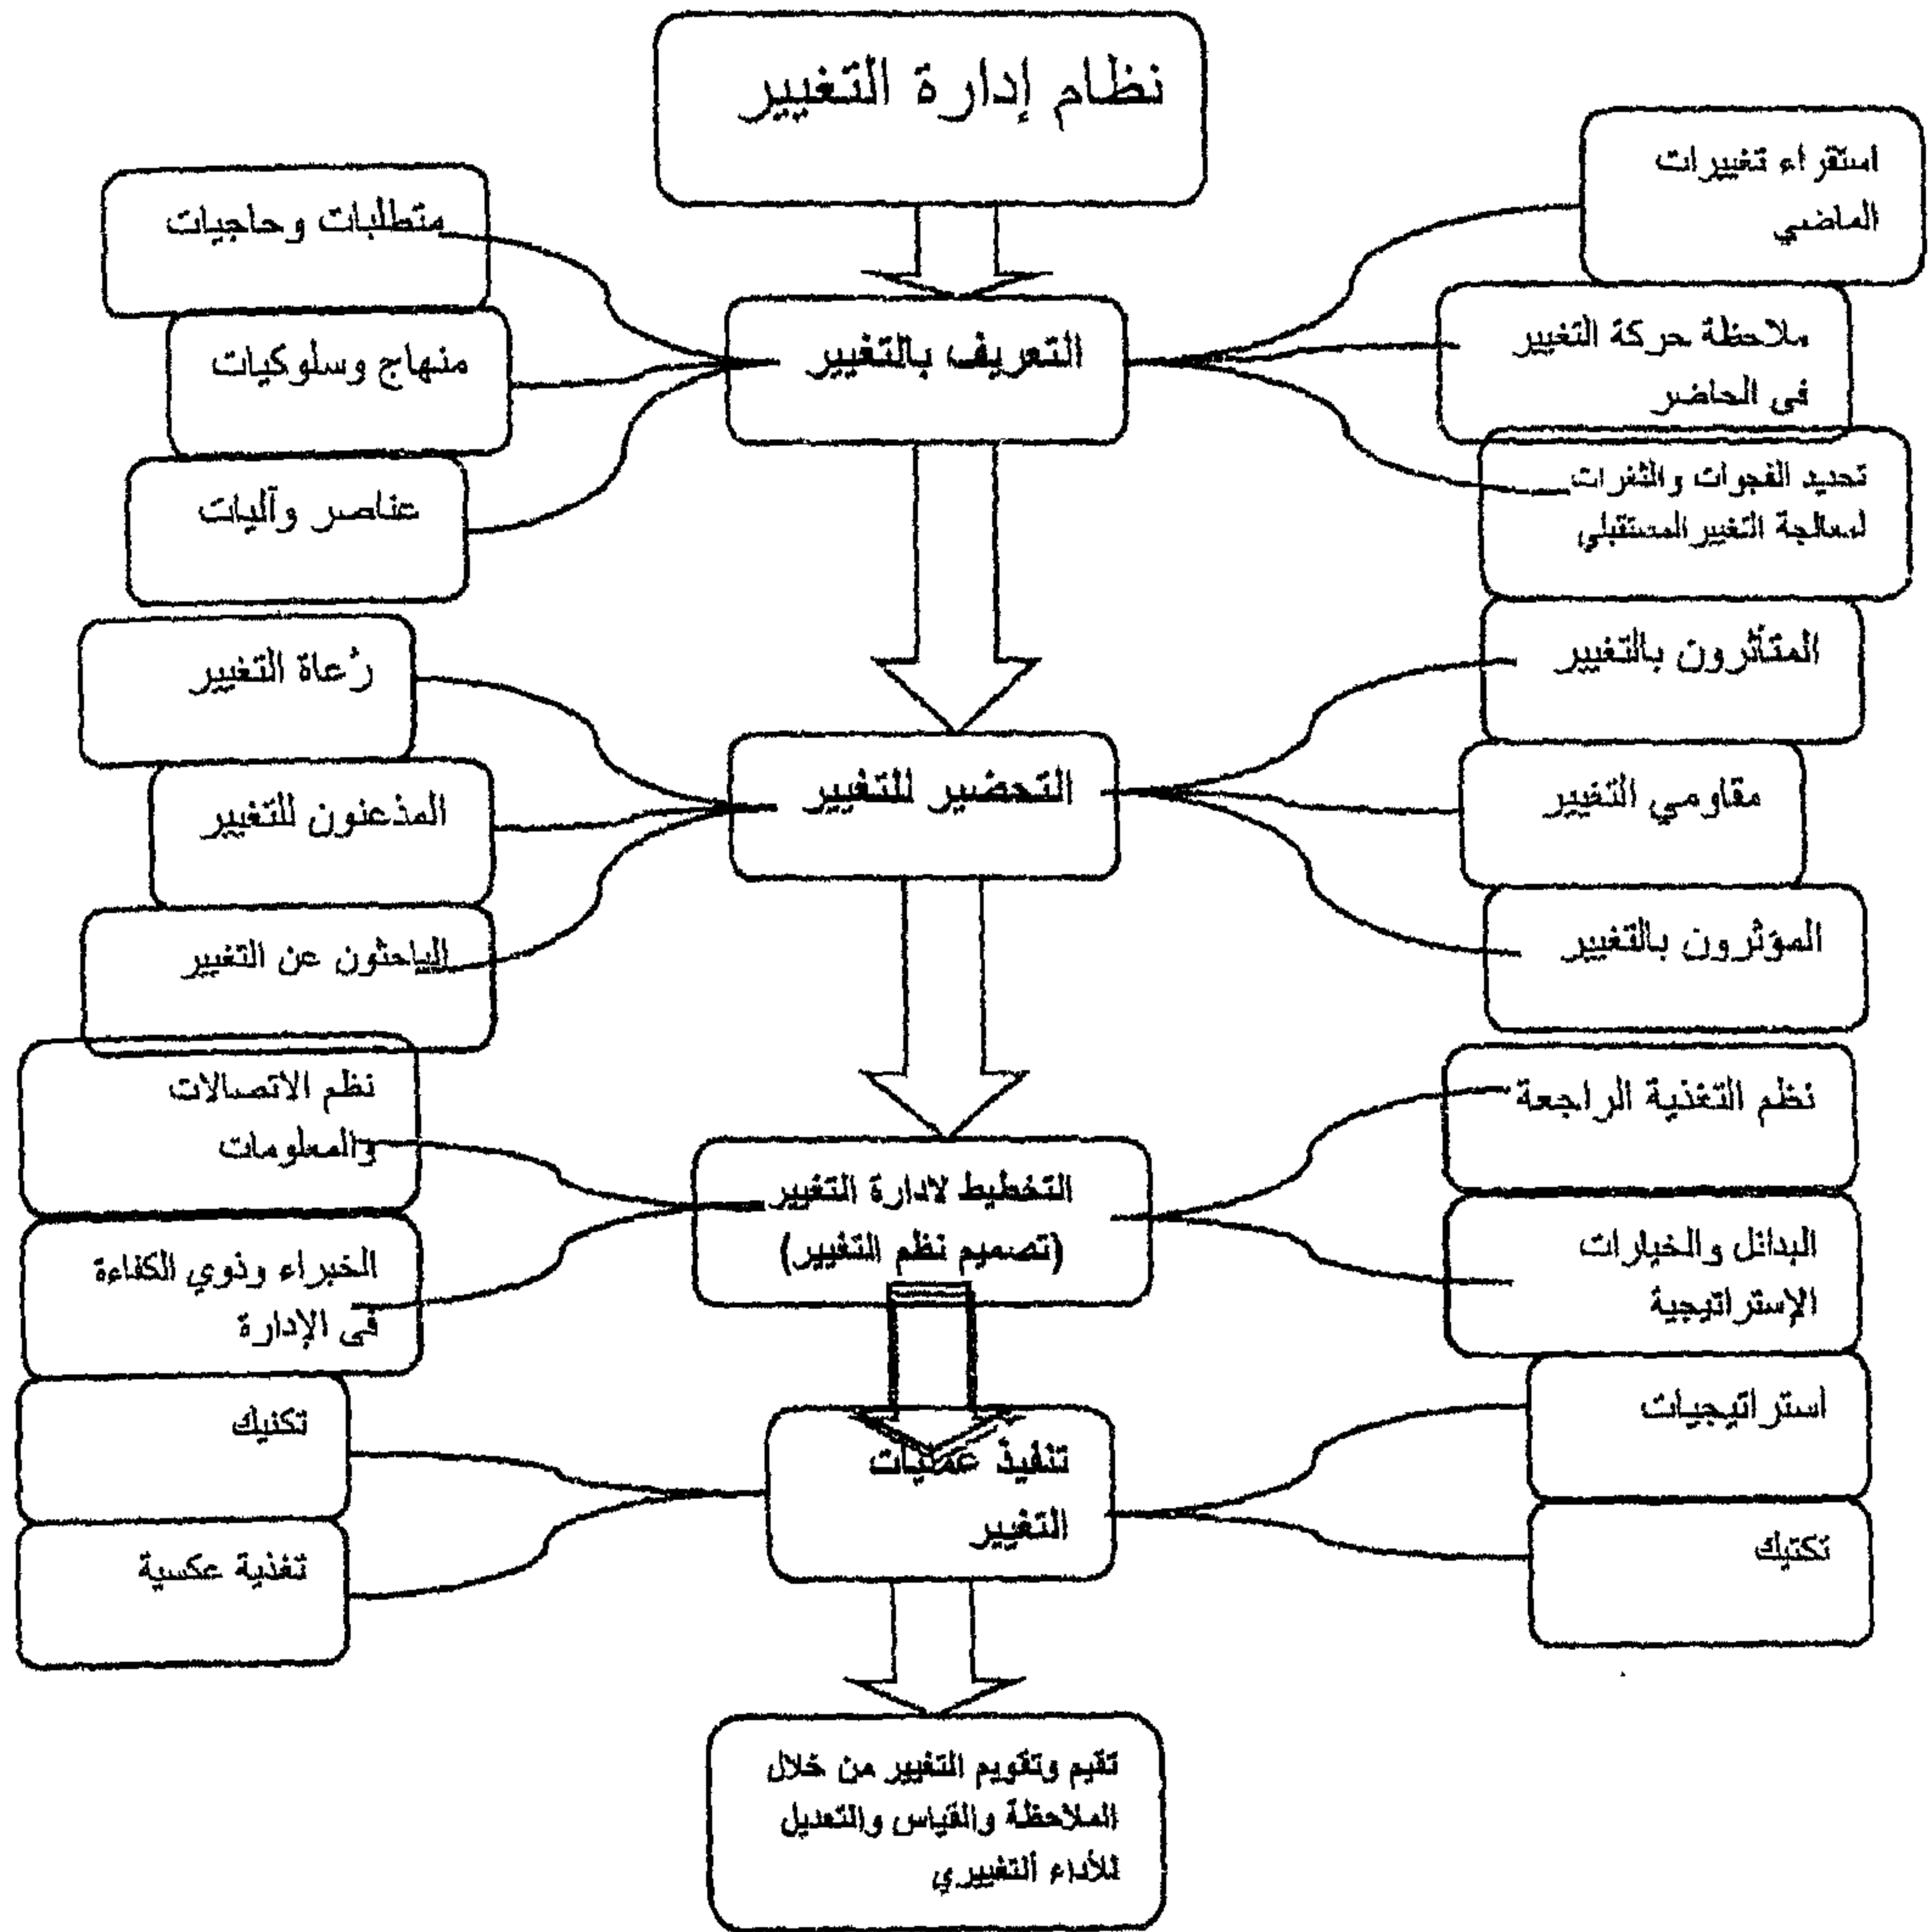 نظام إدارة التغيير
استقراء تغييرات
الماضي
متطلبات وحاجيات
ملاحظة حركة التغيير
فى الحاضر
التعريف بالتغيير
منهاج وسلوكيات
تحديد الفجوات والثغرات
لمعالجة التغيير المستقبلي
عناصر وآليات
المتأثرون بالتغيير
رُعاة التغيير
مقاومي التغيير
التحضير للتغيير
المذعنون للتغيير
المؤثرون بالتغيير
الباحثون عن التغيير
نظم التغذية الراجعة
نظم الاتصالات
والمعلومات
التخطيط لادارة التغيير
(تصميم نظم التغيير)
البدائل والخيارات
الإستراتيجية
الخبراء وذوي الكفاءة
فى الإدارة
استراتيجيات
تكنيك
تنفيذ عمليات
التغيير
تكتيك
تغذية عكسية
تقيم وتقويم التغيير من خلال
الملاحظة والقياس والتعديل
للأداء التغييري